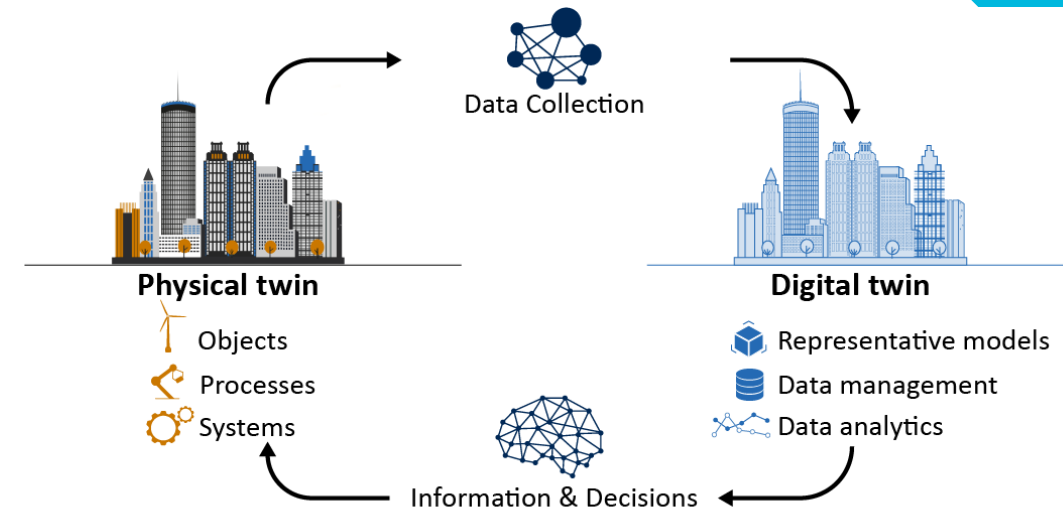 Data Collection
Physical twin
Objects
Processes
Systems
Digital twin
Representative models
Data management
Data analytics
Information & Decisions